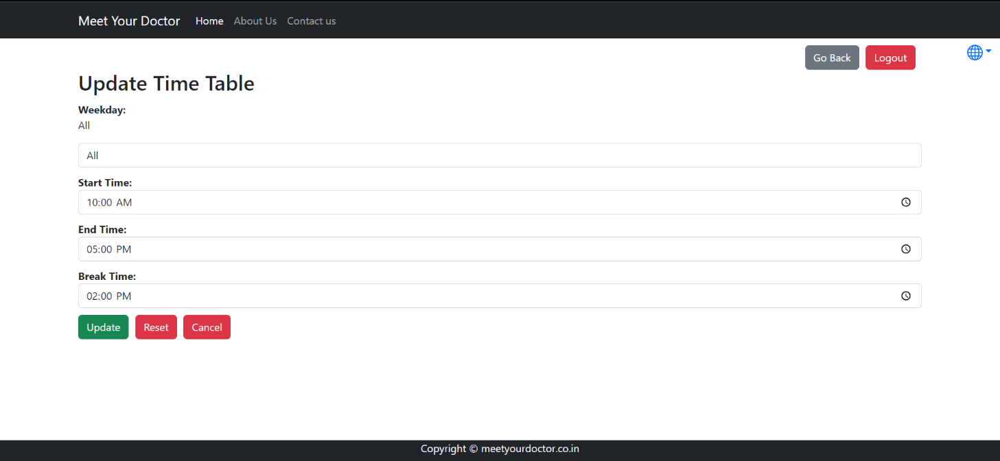 Meet Your Doctor Home About Us Contact us
Go Back Logout
Update Time Table
Weekday:
All
All
Start Time:
10:00 AM
End Time:
05:00 PM
Break Time:
02:00 PM
Update Reset Cancel
Copyright © meetyourdoctor.co.in